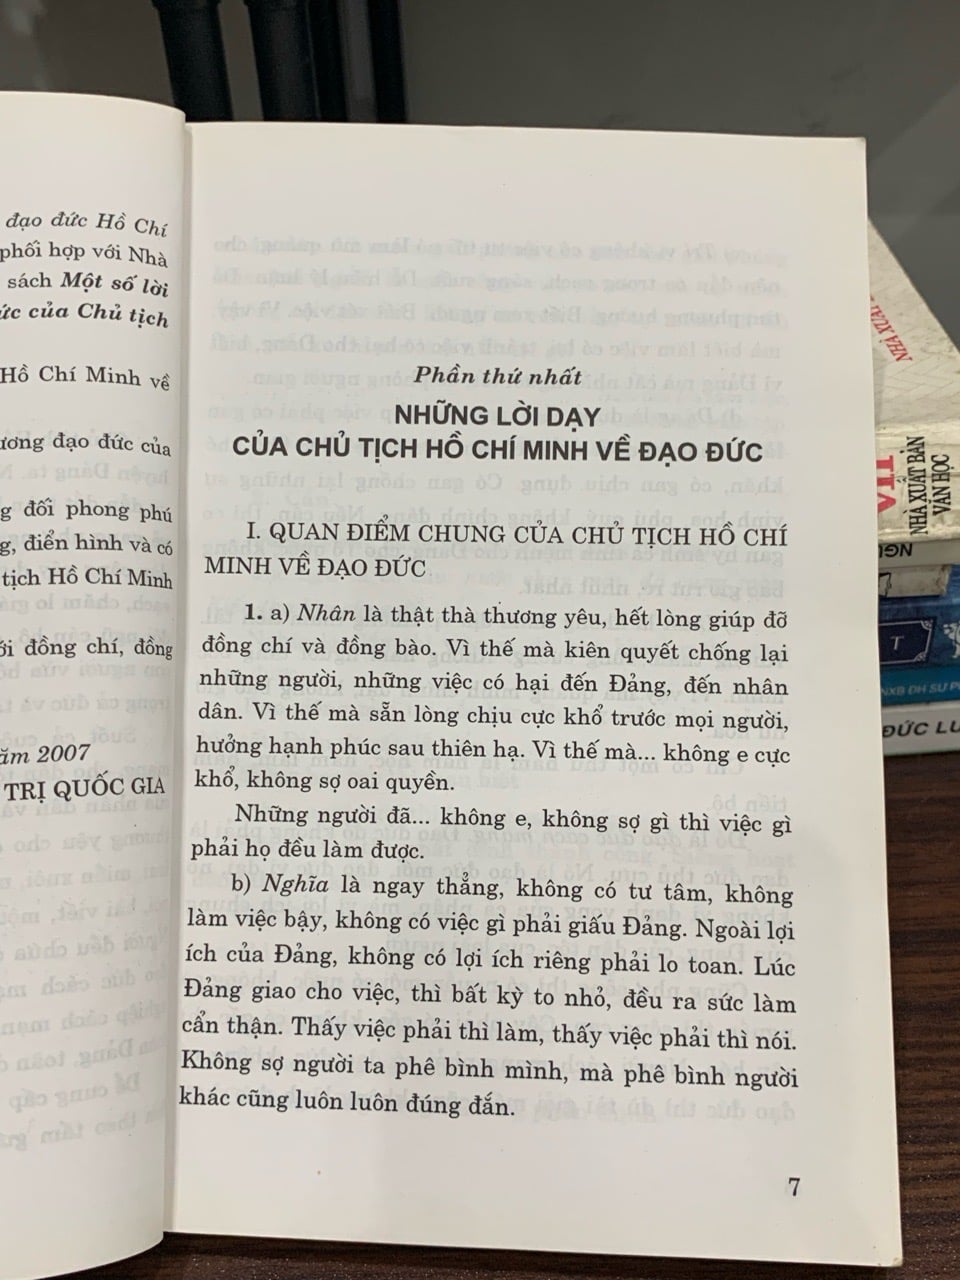 đạo đức Hồ Chí
phối hợp với Nhà
sách Một số lời
ức của Chủ tịch
Hồ Chí Minh về
ương đạo đức của
g đối phong phú
g, điển hình và có
tịch Hồ Chí Minh
ới đồng chí, đồng
ăm 2007
TRỊ QUỐC GIA
Phần thứ nhất
NHỮNG LỜI DẠY
CỦA CHỦ TỊCH HỒ CHÍ MINH VỀ ĐẠO ĐỨC
I. QUAN ĐIỂM CHUNG CỦA CHỦ TỊCH HỒ CHÍ
MINH VỀ ĐẠO ĐỨC
1. a) Nhân là thật thà thương yêu, hết lòng giúp đỡ
đồng chí và đồng bào. Vì thế mà kiên quyết chống lại
những người, những việc có hại đến Đảng, đến nhân
dân. Vì thế mà sẵn lòng chịu cực khổ trước mọi người,
hưởng hạnh phúc sau thiên hạ. Vì thế mà... không e cực
khổ, không sợ oai quyền.
Những người đã... không e, không sợ gì thì việc gì
phải họ đều làm được.
b) Nghĩa là ngay thẳng, không có tư tâm, không
làm việc bậy, không có việc gì phải giấu Đảng. Ngoài lợi
ích của Đảng, không có lợi ích riêng phải lo toan. Lúc
Đảng giao cho việc, thì bất kỳ to nhỏ, đều ra sức làm
cẩn thận. Thấy việc phải thì làm, thấy việc phải thì nói.
Không sợ người ta phê bình mình, mà phê bình người
khác cũng luôn luôn đúng đắn.
7
NHÀ XUẤT
NHÀ XUẤT BẢN
VĂN HỌC
T
NXB ĐH SƯ P
ĐỨC LU